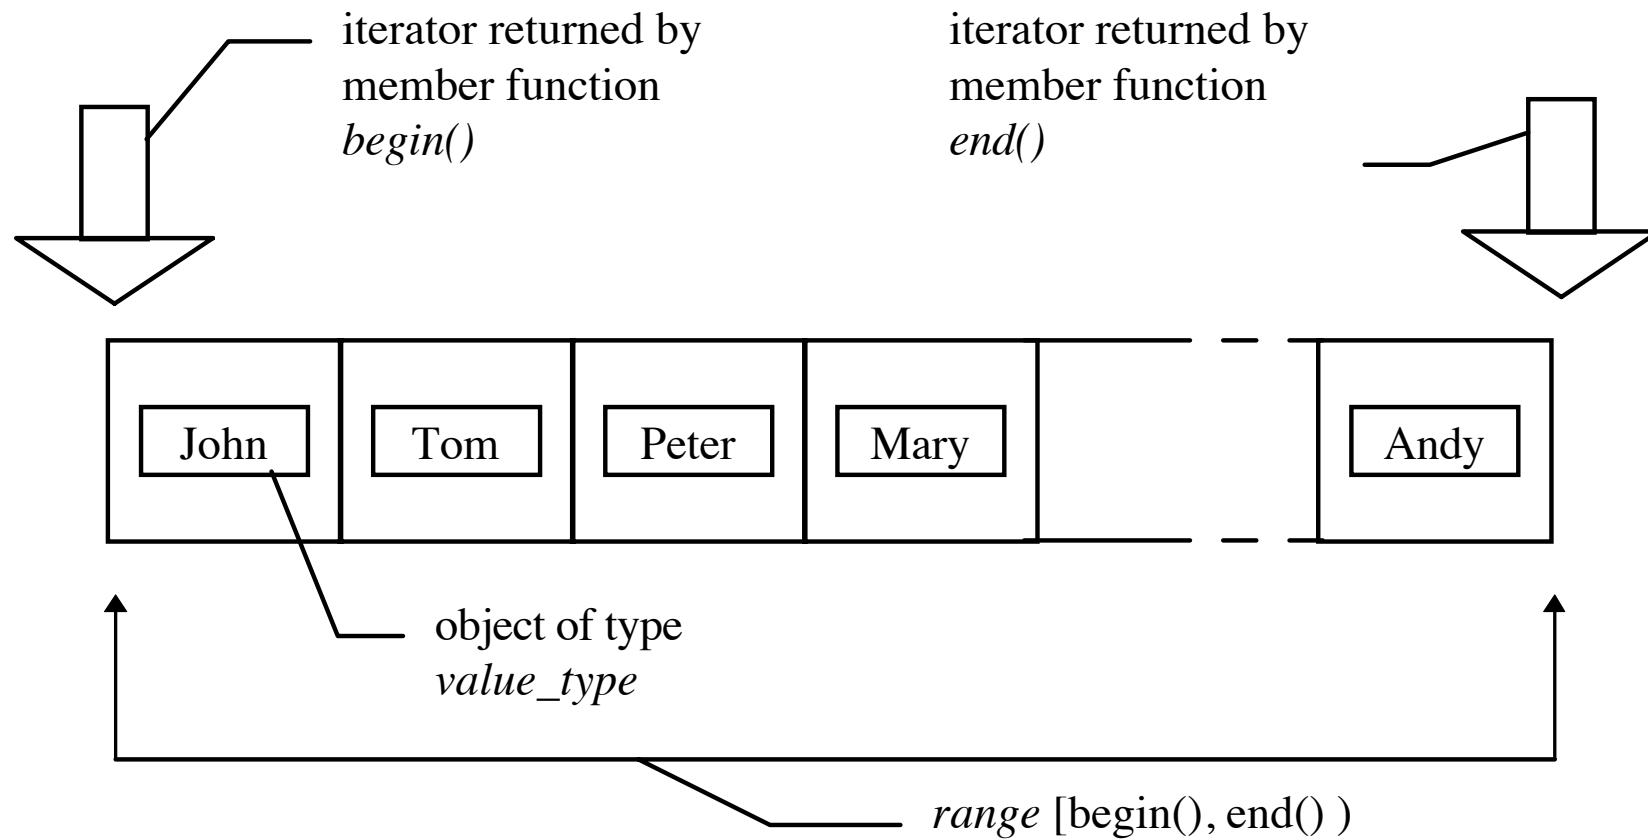 iterator returned by
member function
begin()
iterator returned by
member function
end()
John
Tom
Peter
Mary
Andy
object of type
value_type
range [begin(), end() )